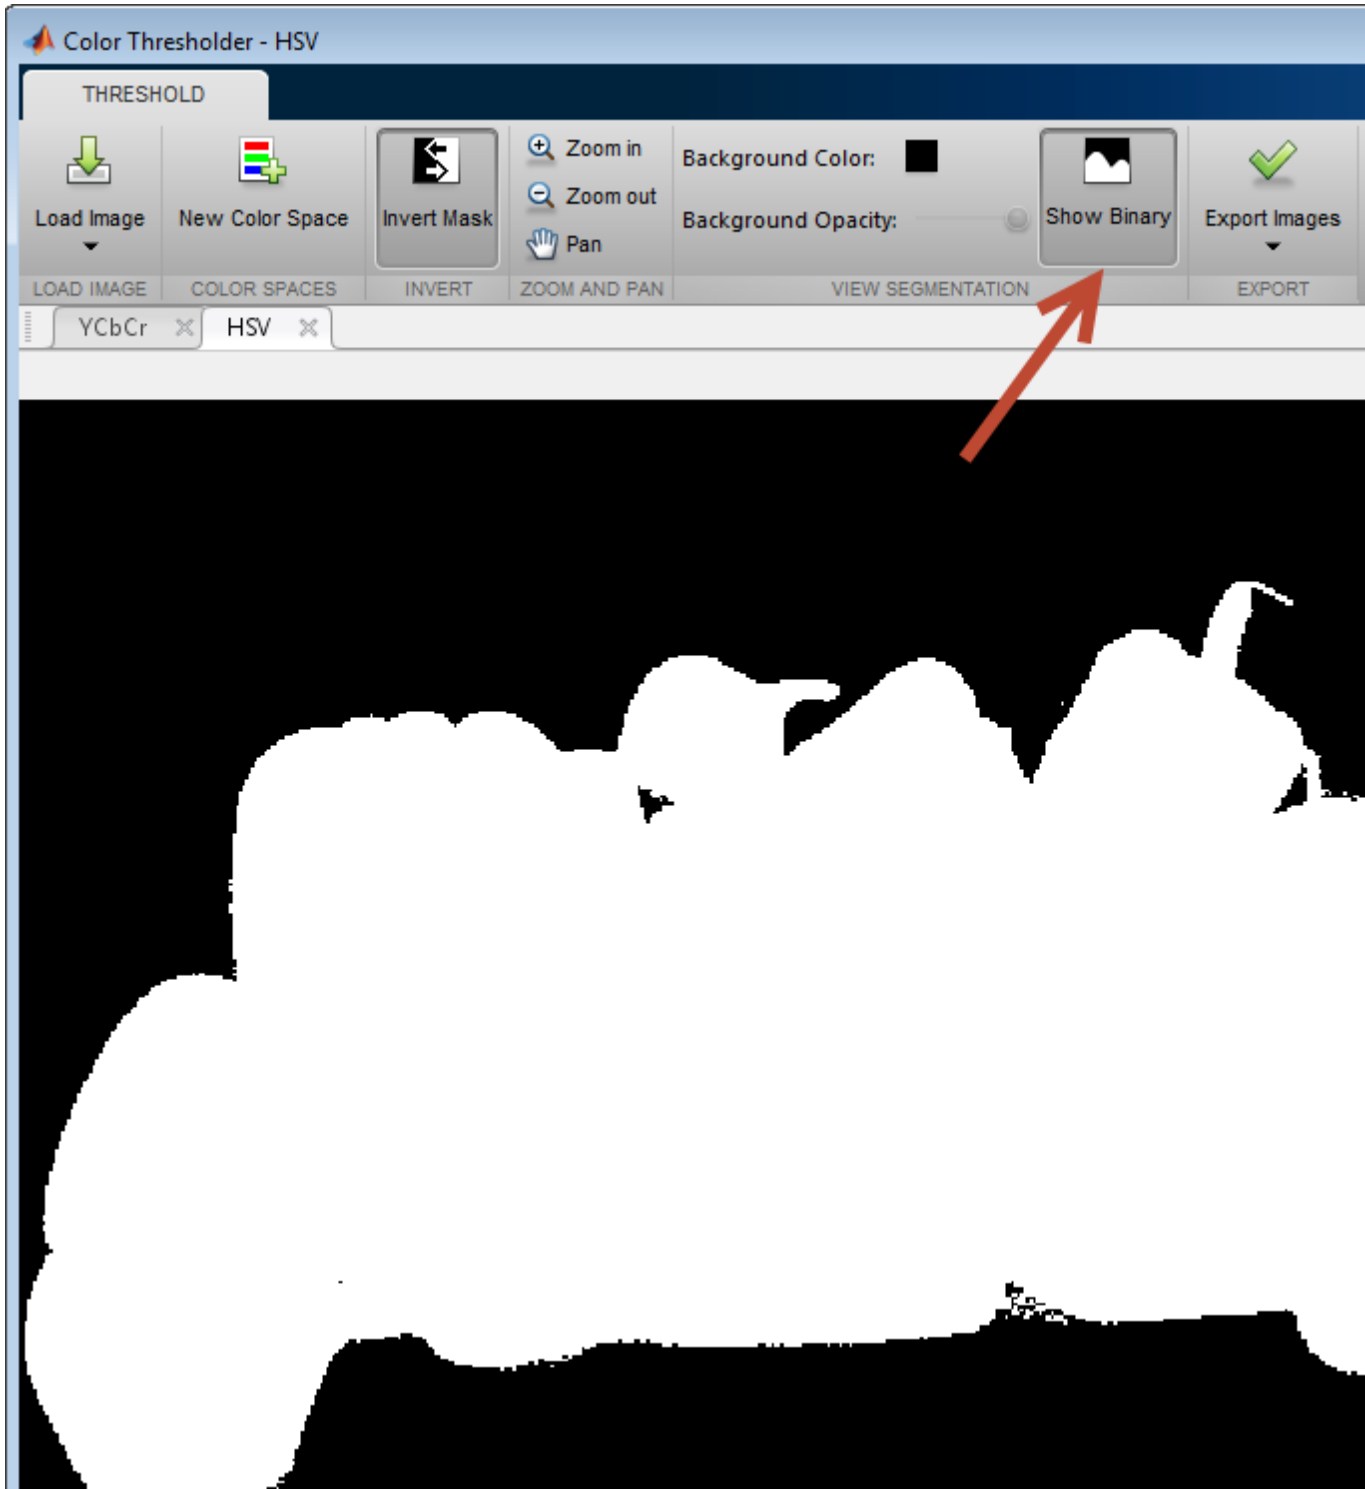 Color Thresholder - HSV
THRESHOLD
Load Image
New Color Space
Invert Mask
Zoom in
Zoom out
Pan
Background Color:
Background Opacity:
Show Binary
Export Images
LOAD IMAGE
COLOR SPACES
INVERT
ZOOM AND PAN
VIEW SEGMENTATION
EXPORT
YCbCr
HSV